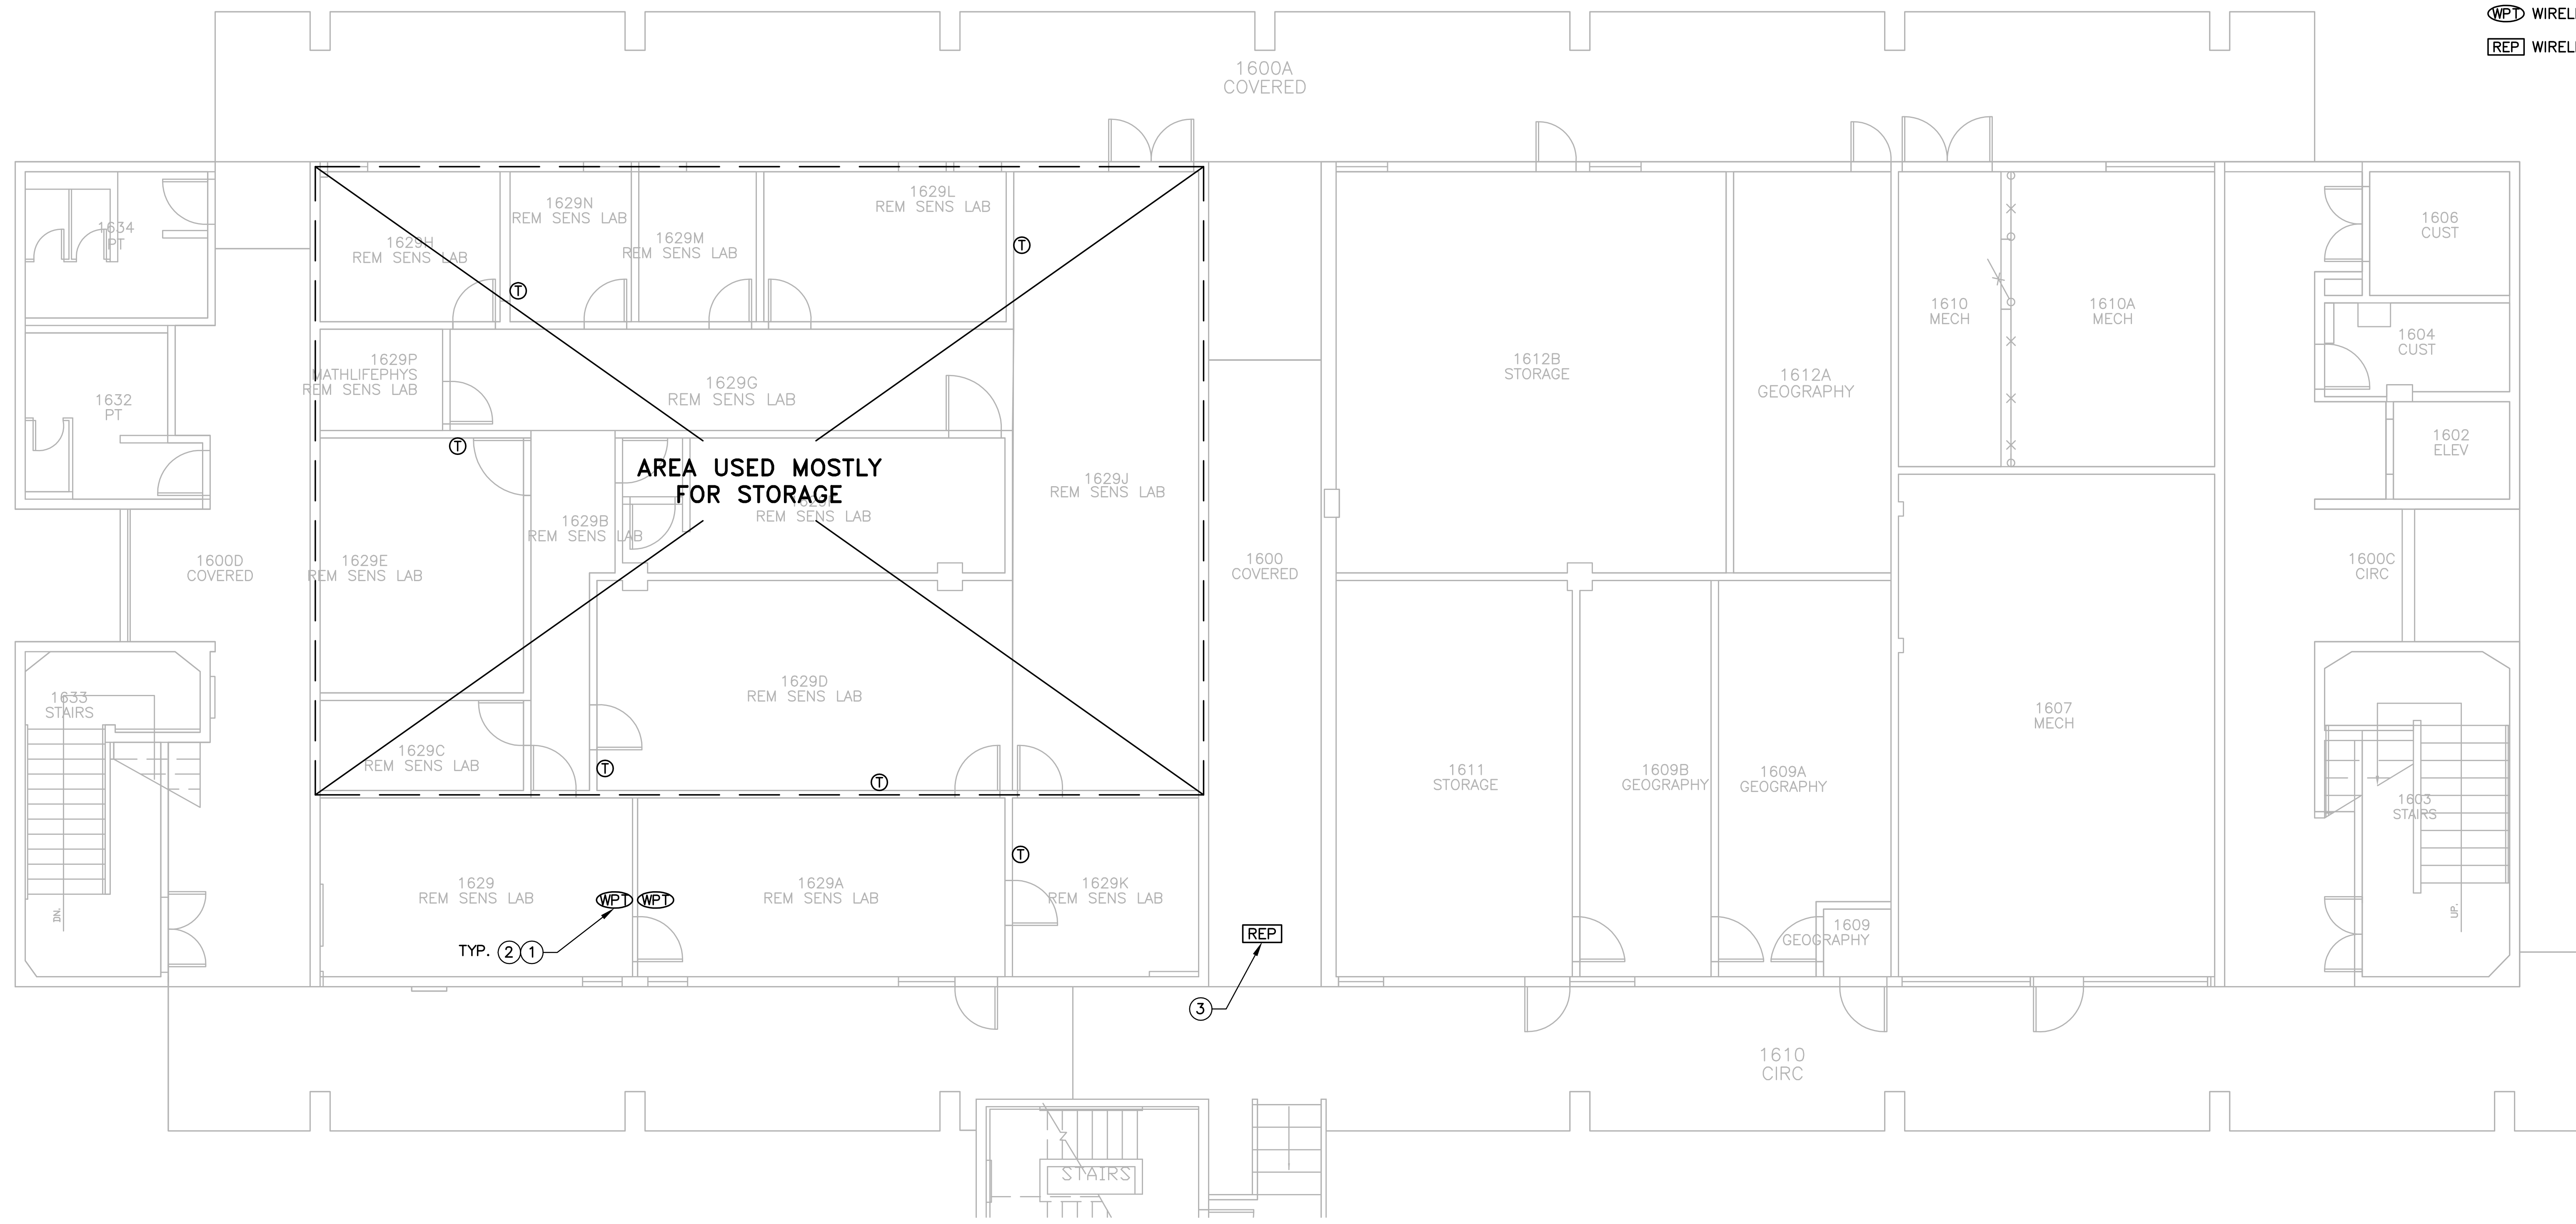 WPT WIREL
REP WIREL
1600A
COVERED
1634
PT
1629H
REM SENS LAB
1629N
REM SENS LAB
1629M
REM SENS LAB
1629L
REM SENS LAB
T
T
1606
CUST
1610
MECH
1610A
MECH
1604
CUST
1632
PT
1629P
MATHLIFEPHYS
REM SENS LAB
1629G
REM SENS LAB
1612B
STORAGE
1612A
GEOGRAPHY
1602
ELEV
T
AREA USED MOSTLY
FOR STORAGE
REM SENS LAB
1629J
REM SENS LAB
1629B
REM SENS LAB
1600D
COVERED
1629E
REM SENS LAB
1600
COVERED
1600C
CIRC
1633
STAIRS
1629D
REM SENS LAB
1607
MECH
1629C
REM SENS LAB
T
T
1611
STORAGE
1609B
GEOGRAPHY
1609A
GEOGRAPHY
1603
STAIRS
T
1629
REM SENS LAB
WPT WPT
1629A
REM SENS LAB
1629K
REM SENS LAB
DN.
UP.
1609
GEOGRAPHY
REP
TYP. 2 1
3
1610
CIRC
STAIRS